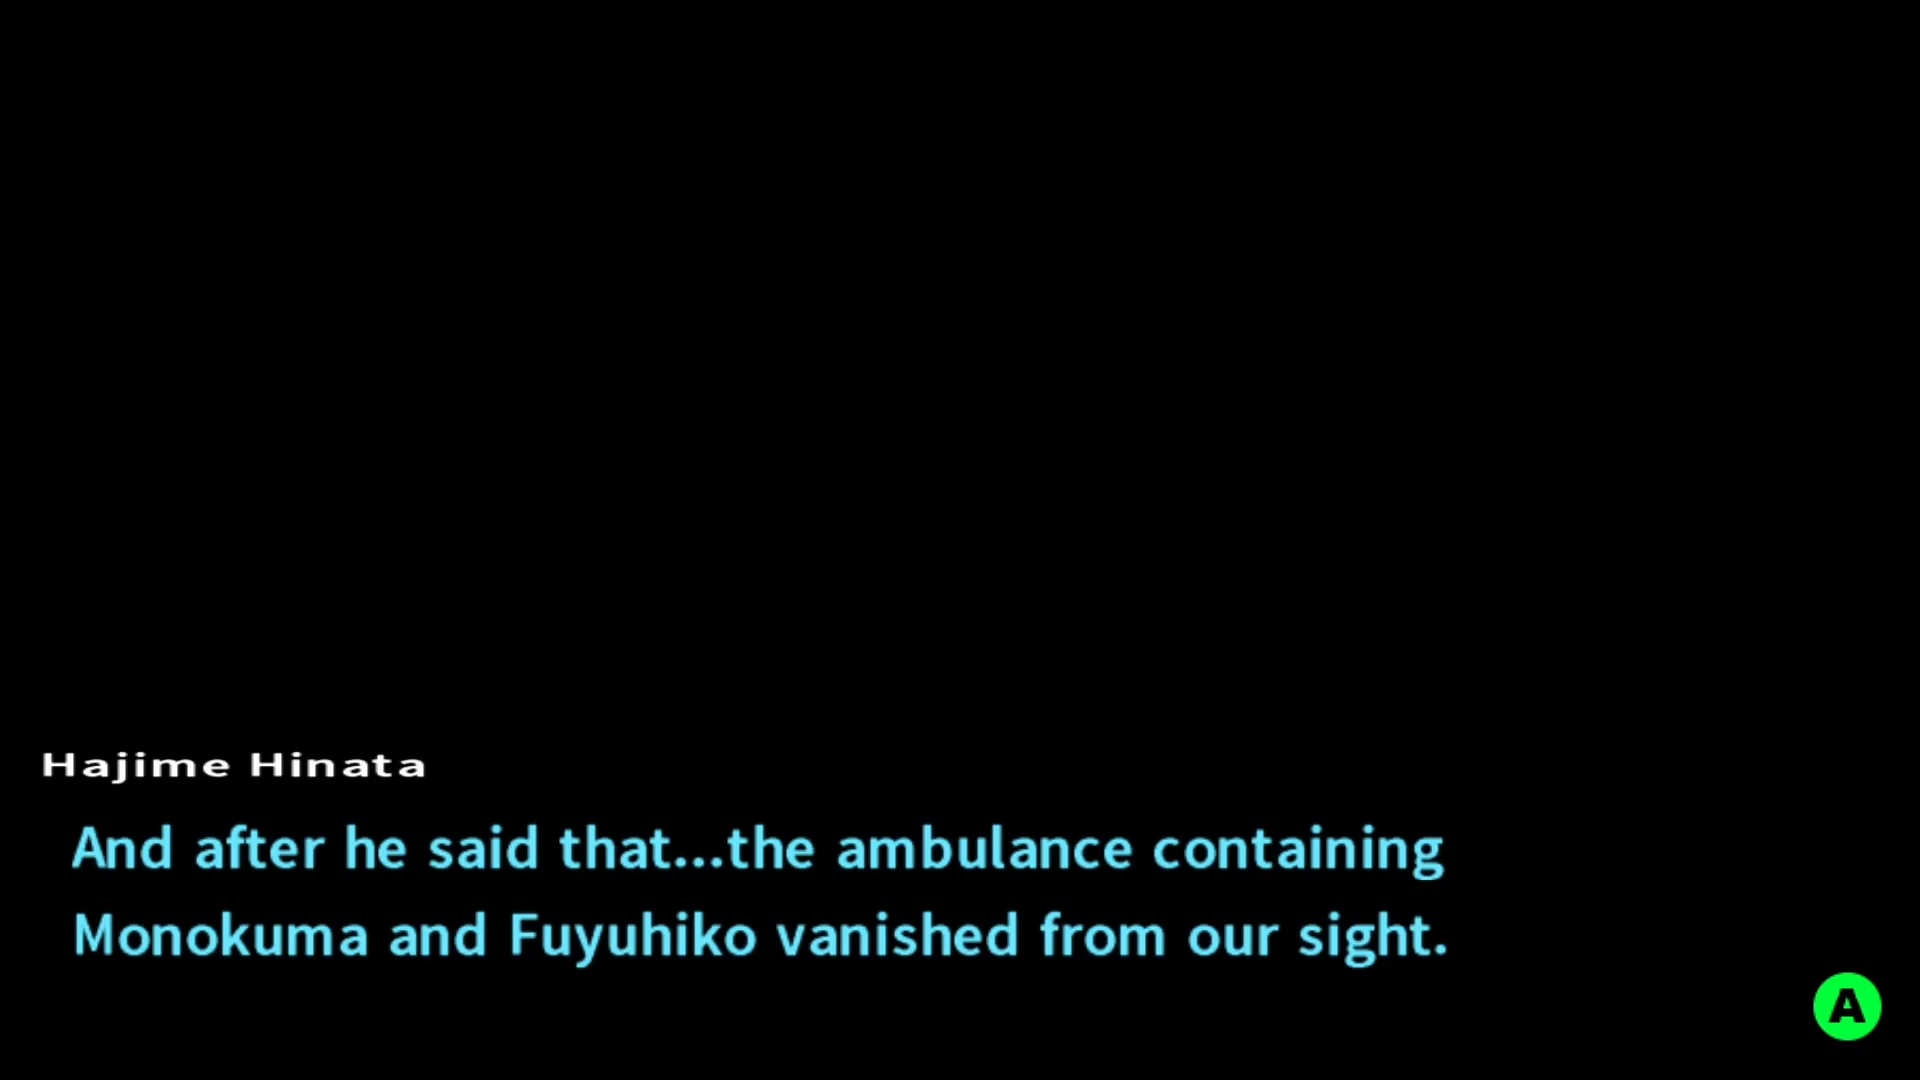 Hajime Hinata
And after he said that...the ambulance containing
Monokuma and Fuyuhiko vanished from our sight.
A